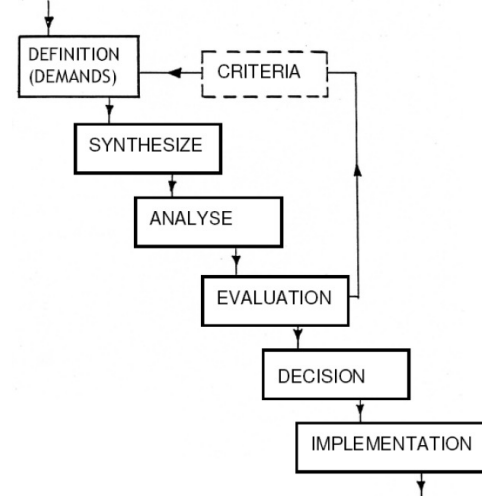 DEFINITION
(DEMANDS)
CRITERIA
SYNTHESIZE
ANALYSE
EVALUATION
DECISION
IMPLEMENTATION